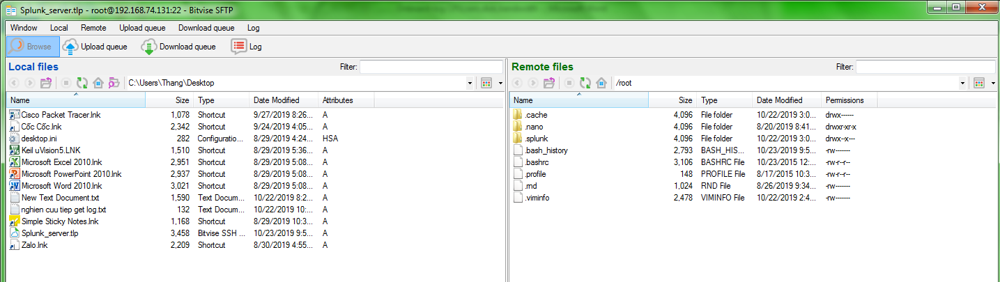 Splunk_server.tlp - root@192.168.74.131:22 - Bitvise SFTP
Window Local Remote Upload queue Download queue Log
Browse Upload queue Download queue Log
Local files Filter:
C:\Users\Thang\Desktop
Name Size Type Date Modified Attributes
Cisco Packet Tracer.lnk 1,078 Shortcut 9/27/2019 8:26... A
Cốc Cốc.lnk 2,342 Shortcut 9/24/2019 4:05... A
desktop.ini 282 Configuratio... 8/29/2019 4:24... HSA
Keil uVision5.LNK 1,510 Shortcut 8/29/2019 5:36... A
Microsoft Excel 2010.lnk 2,951 Shortcut 8/29/2019 5:08... A
Microsoft PowerPoint 2010.lnk 2,937 Shortcut 8/29/2019 5:08... A
Microsoft Word 2010.lnk 3,021 Shortcut 8/29/2019 5:08... A
New Text Document.txt 1,590 Text Docum... 10/22/2019 8:2... A
nghien cuu tiep get log.txt 132 Text Docum... 10/22/2019 10:... A
Simple Sticky Notes.lnk 1,168 Shortcut 8/29/2019 10:3... A
Splunk_server.tlp 3,458 Bitvise SSH ... 10/23/2019 9:5... A
Zalo.lnk 2,209 Shortcut 8/30/2019 4:55... A
Remote files Filter:
/root
Name Size Type Date Modified Permissions
.cache 4,096 File folder 10/22/2019 3:0... drwx------
.nano 4,096 File folder 8/20/2019 8:41... drwxr-xr-x
.splunk 4,096 File folder 10/22/2019 3:0... drwx--x---
.bash_history 2,793 BASH_HIS... 10/23/2019 9:5... -rw-------
.bashrc 3,106 BASHRC File 10/23/2015 12:... -rw-r--r--
.profile 148 PROFILE File 8/17/2015 10:3... -rw-r--r--
.rnd 1,024 RND File 8/26/2019 9:34... -rw-------
.viminfo 2,478 VIMINFO File 10/22/2019 2:4... -rw-------